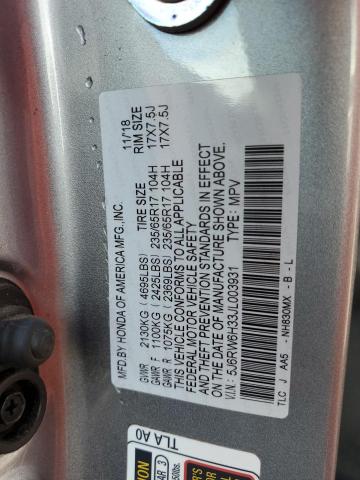 MFD.BY HONDA OF AMERICA MFG.,INC. 11/18
TIRE SIZE RIM SIZE
GVWR 2130KG (4695LBS)
GAWR F 1100KG (2425LBS) 235/65R17 104H 17X7.5J
GAWR R 1075KG (2369LBS) 235/65R17 104H 17X7.5J
THIS VEHICLE CONFORMS TO ALL APPLICABLE
FEDERAL MOTOR VEHICLE SAFETY
AND THEFT PREVENTION STANDARDS IN EFFECT
ON THE DATE OF MANUFACTURE SHOWN ABOVE.
V.I.N.: 5J6RW6H33JL003931 TYPE: MPV
TLC J AA5 - NH830MX - B - L
TLA A0